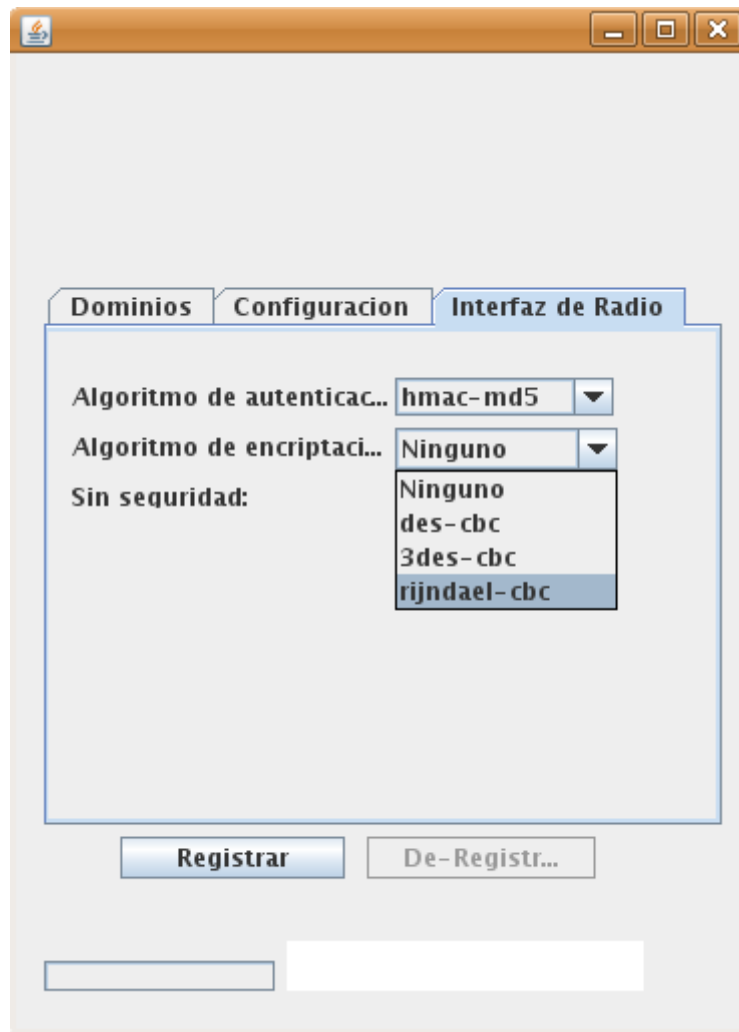 Dominios Configuracion Interfaz de Radio
Algoritmo de autenticac... hmac-md5
Algoritmo de encriptaci... Ninguno
Sin seguridad:
Ninguno
des-cbc
3des-cbc
rijndael-cbc
Registrar De-Registr...